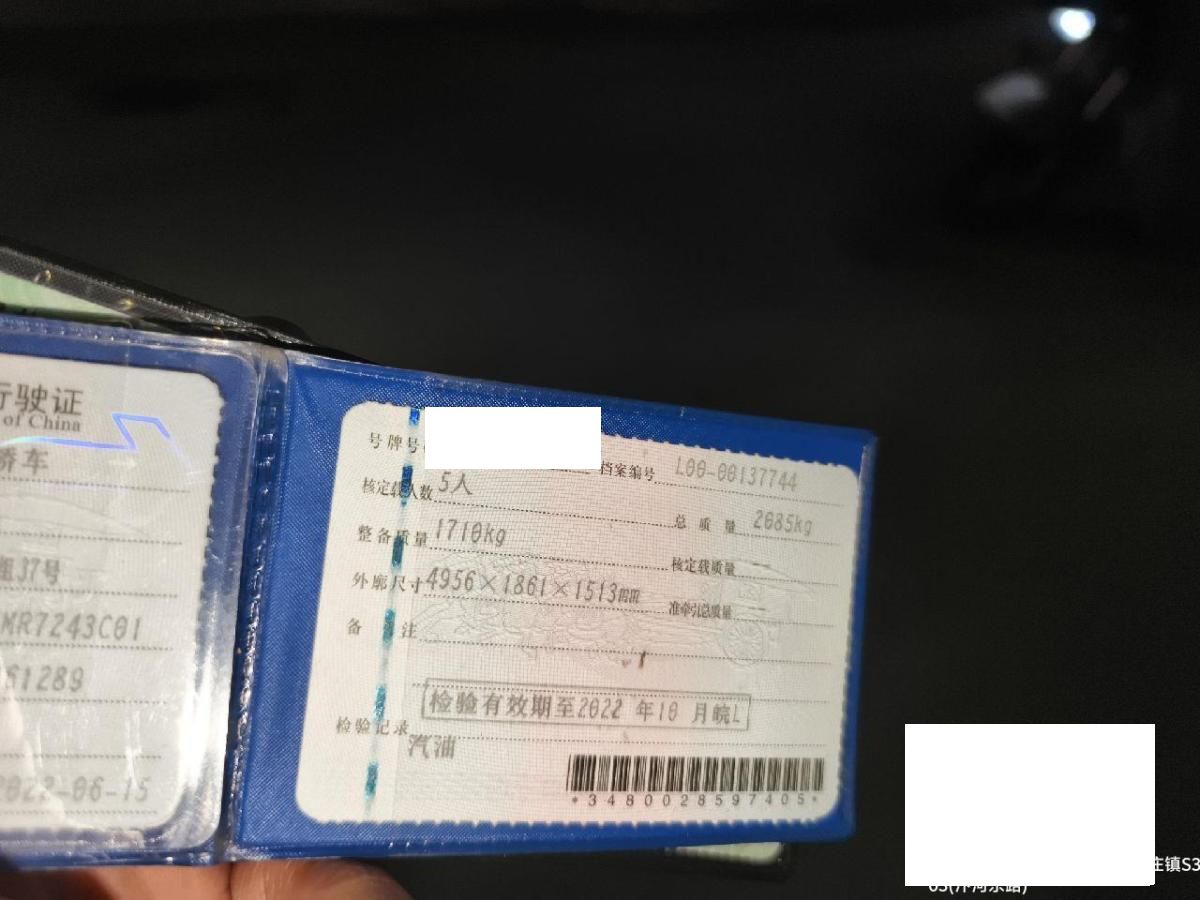 行驶证
of China
轿车
组37号
MR7243C01
61289
2022-06-15
号牌号
档案编号 L00-00137744
核定载人数 5人
总质量 2085kg
整备质量 1710kg
核定载质量 —
外廓尺寸 4956×1861×1513mm
准牵引总质量 —
备注
检验有效期至2022 年10 月皖L
检验记录
汽油
*3480028597405*
庄镇S3